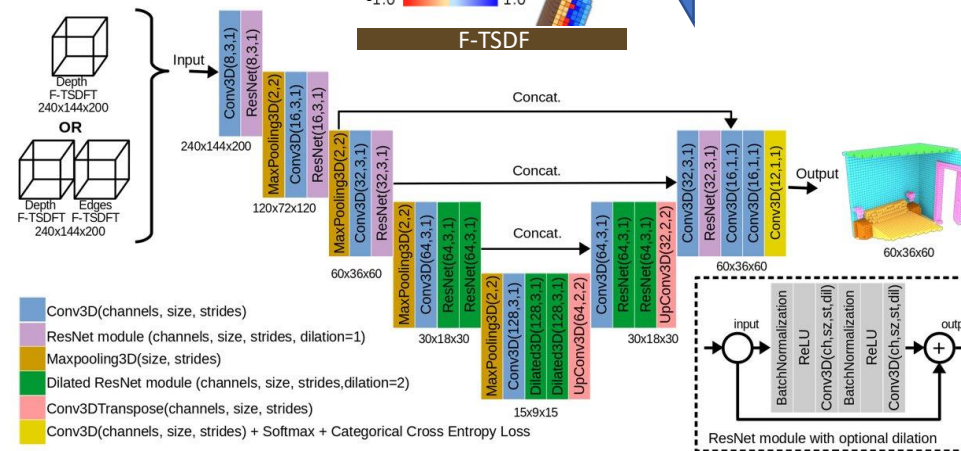 -1.0 1.0
F-TSDF
Depth
F-TSDFT
240x144x200
OR
Depth Edges
F-TSDFT F-TSDFT
240x144x200
Input
Conv3D(8,3,1)
ResNet(8,3,1)
240x144x200
MaxPooling3D(2,2)
Conv3D(16,3,1)
ResNet(16,3,1)
120x72x120
MaxPooling3D(2,2)
Conv3D(32,3,1)
ResNet(32,3,1)
60x36x60
MaxPooling3D(2,2)
Conv3D(64,3,1)
ResNet(64,3,1)
ResNet(64,3,1)
30x18x30
MaxPooling3D(2,2)
Conv3D(128,3,1)
Dilated3D(128,3,1)
Dilated3D(128,3,1)
UpConv3D(64,2,2)
15x9x15
Concat.
Concat.
Concat.
Conv3D(64,3,1)
ResNet(64,3,1)
ResNet(64,3,1)
UpConv3D(32,2,2)
30x18x30
Conv3D(32,3,1)
ResNet(32,3,1)
Conv3D(16,1,1)
Conv3D(16,1,1)
Conv3D(12,1,1)
60x36x60
Output
60x36x60
Conv3D(channels, size, strides)
ResNet module (channels, size, strides, dilation=1)
Maxpooling3D(size, strides)
Dilated ResNet module (channels, size, strides,dilation=2)
Conv3DTranspose(channels, size, strides)
Conv3D(channels, size, strides) + Softmax + Categorical Cross Entropy Loss
input
BatchNormalization
ReLU
Conv3D(ch,sz,st,dil)
BatchNormalization
ReLU
Conv3D(ch,sz,st,dil)
+
outp
ResNet module with optional dilation